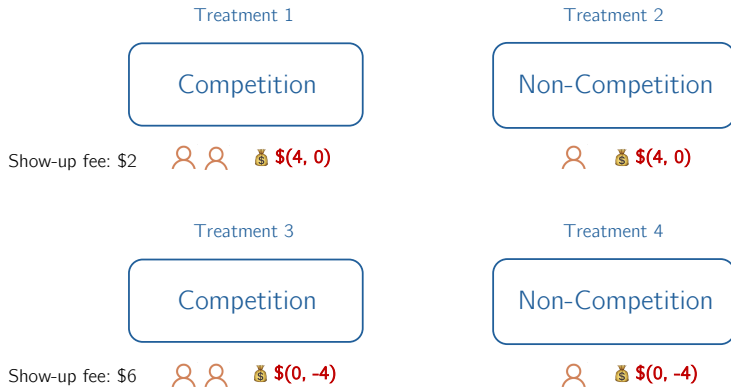 Treatment 1
Treatment 2
Competition
Non-Competition
Show-up fee: $2
$(4, 0)
$(4, 0)
Treatment 3
Treatment 4
Competition
Non-Competition
Show-up fee: $6
$(0, -4)
$(0, -4)